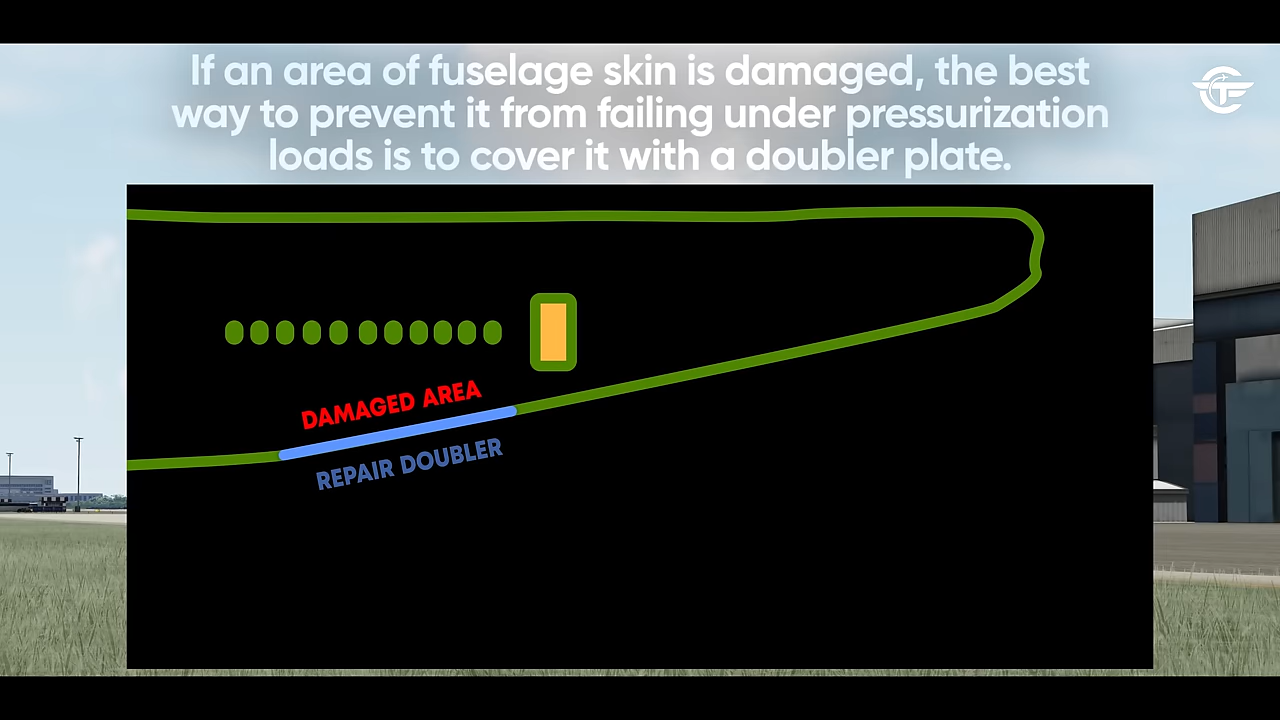 If an area of fuselage skin is damaged, the best
way to prevent it from failing under pressurization
loads is to cover it with a doubler plate.
DAMAGED AREA
REPAIR DOUBLER